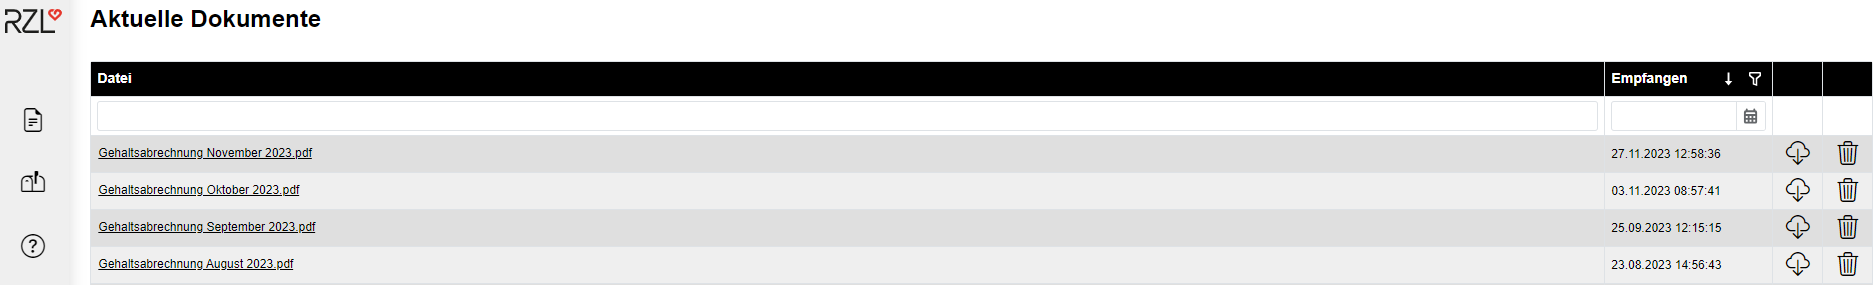 RZL
Aktuelle Dokumente
Datei Empfangen
Gehaltsabrechnung November 2023.pdf 27.11.2023 12:58:36
Gehaltsabrechnung Oktober 2023.pdf 03.11.2023 08:57:41
Gehaltsabrechnung September 2023.pdf 25.09.2023 12:15:15
Gehaltsabrechnung August 2023.pdf 23.08.2023 14:56:43